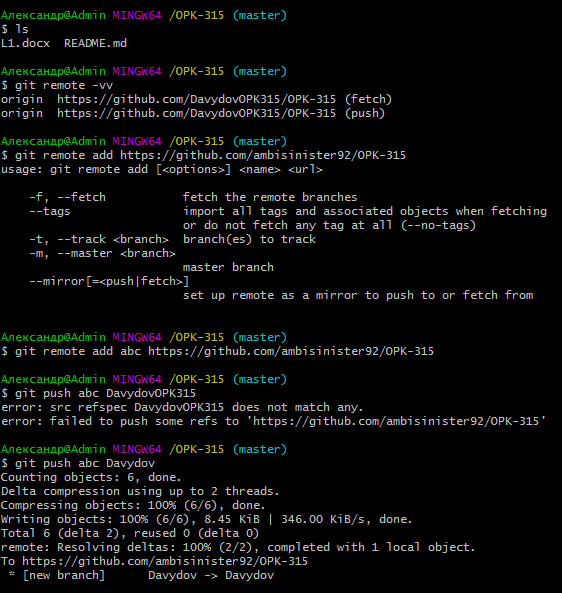 Александр@Admin MINGW64 /OPK-315 (master)
$ ls
L1.docx  README.md

Александр@Admin MINGW64 /OPK-315 (master)
$ git remote -vv
origin  https://github.com/DavydovOPK315/OPK-315 (fetch)
origin  https://github.com/DavydovOPK315/OPK-315 (push)

Александр@Admin MINGW64 /OPK-315 (master)
$ git remote add https://github.com/ambisinister92/OPK-315
usage: git remote add [<options>] <name> <url>

    -f, --fetch           fetch the remote branches
    --tags                import all tags and associated objects when fetching
                          or do not fetch any tag at all (--no-tags)
    -t, --track <branch>  branch(es) to track
    -m, --master <branch>
                          master branch
    --mirror[=<push|fetch>]
                          set up remote as a mirror to push to or fetch from

Александр@Admin MINGW64 /OPK-315 (master)
$ git remote add abc https://github.com/ambisinister92/OPK-315

Александр@Admin MINGW64 /OPK-315 (master)
$ git push abc DavydovOPK315
error: src refspec DavydovOPK315 does not match any.
error: failed to push some refs to 'https://github.com/ambisinister92/OPK-315'

Александр@Admin MINGW64 /OPK-315 (master)
$ git push abc Davydov
Counting objects: 6, done.
Delta compression using up to 2 threads.
Compressing objects: 100% (6/6), done.
Writing objects: 100% (6/6), 8.45 KiB | 346.00 KiB/s, done.
Total 6 (delta 2), reused 0 (delta 0)
remote: Resolving deltas: 100% (2/2), completed with 1 local object.
To https://github.com/ambisinister92/OPK-315
 * [new branch]      Davydov -> Davydov